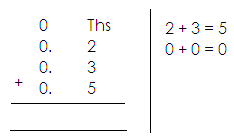 0 Ths
0. 2
0. 3
+ 0. 5
2 + 3 = 5
0 + 0 = 0